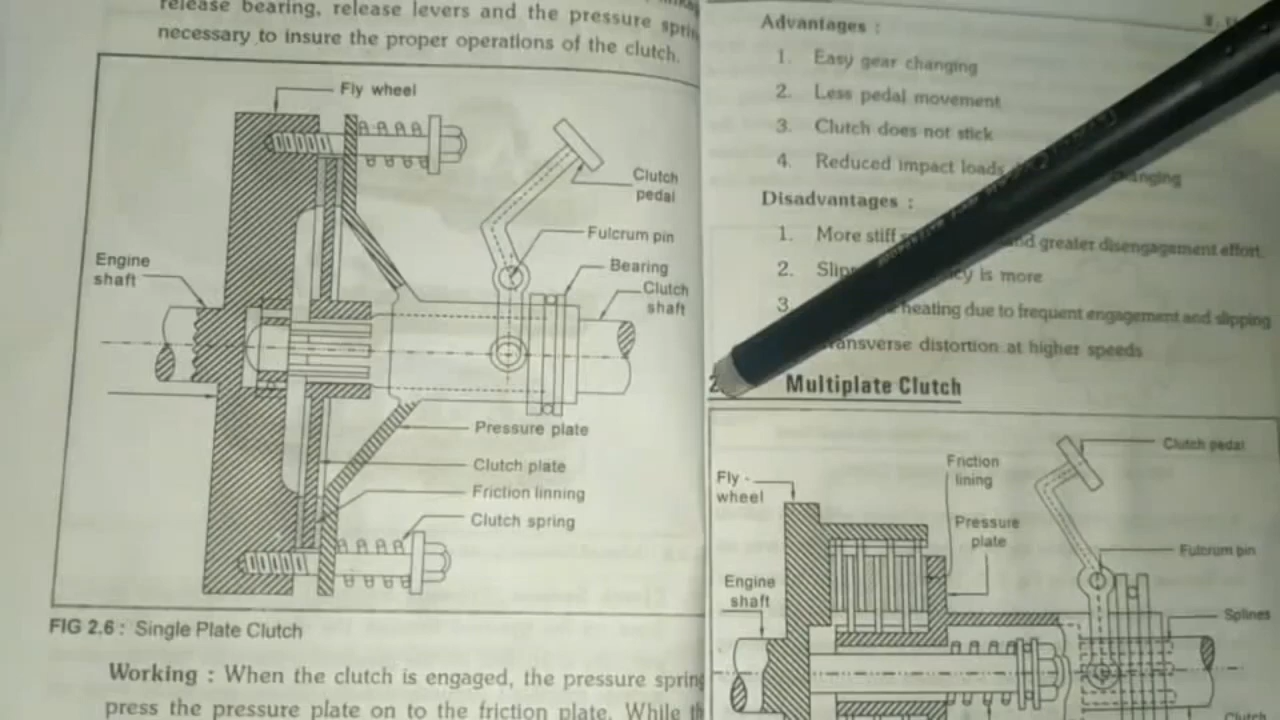 release bearing, release levers and the pressure
necessary to insure the proper operations of the clutch.
Fly wheel
Clutch
pedal
Fulcrum pin
Bearing
Clutch
shaft
Engine
shaft
Pressure plate
Clutch plate
Friction linning
Clutch spring
FIG 2.6 : Single Plate Clutch
Working : When the clutch is engaged, the pressure spring
press the pressure plate on to the friction plate. While
Advantages :
1. Easy gear changing
2. Less pedal movement
3. Clutch does not stick
4. Reduced impact loads
Disadvantages :
1. More stiff and greater disengagement effort.
2. is more
3. heating due to frequent engagement and slipping
distortion at higher speeds
Multiplate Clutch
Clutch pedal
Friction
lining
Fly -
wheel
Pressure
plate
Fulcrum pin
Engine
shaft
Splines
Clutch